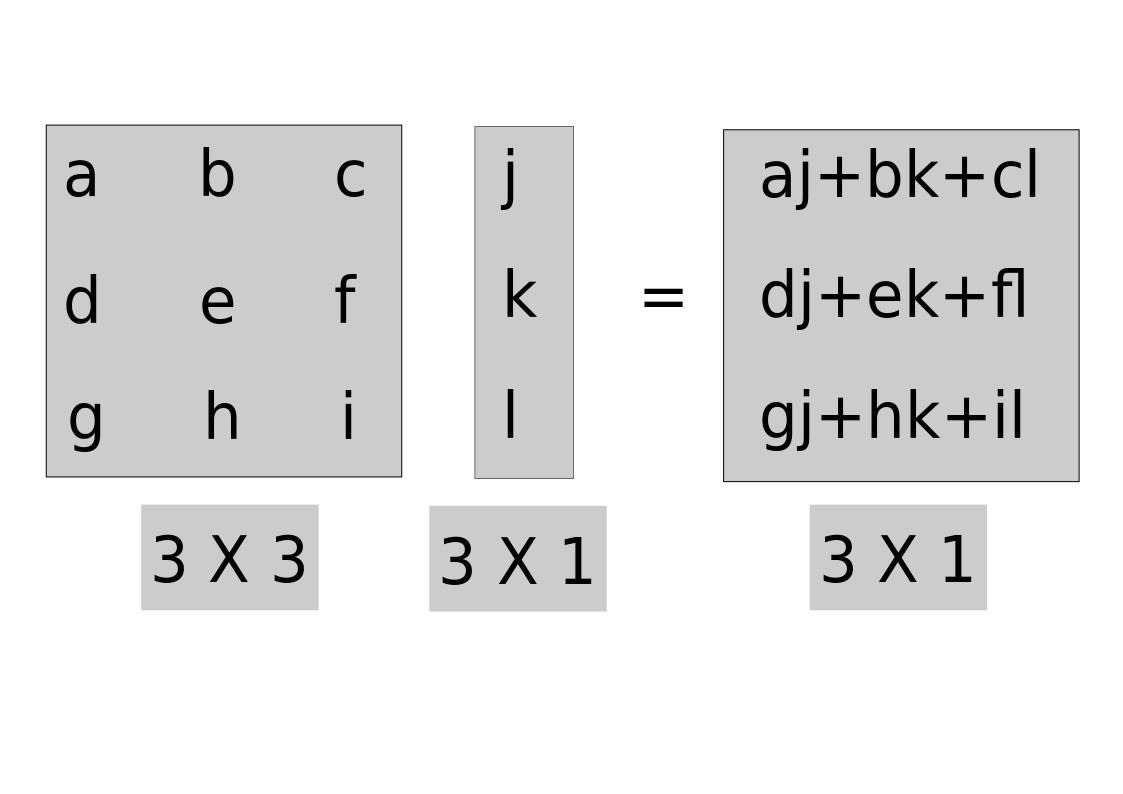 a b c j aj+bk+cl
d e f k = dj+ek+fl
g h i l gj+hk+il
3 X 3 3 X 1 3 X 1